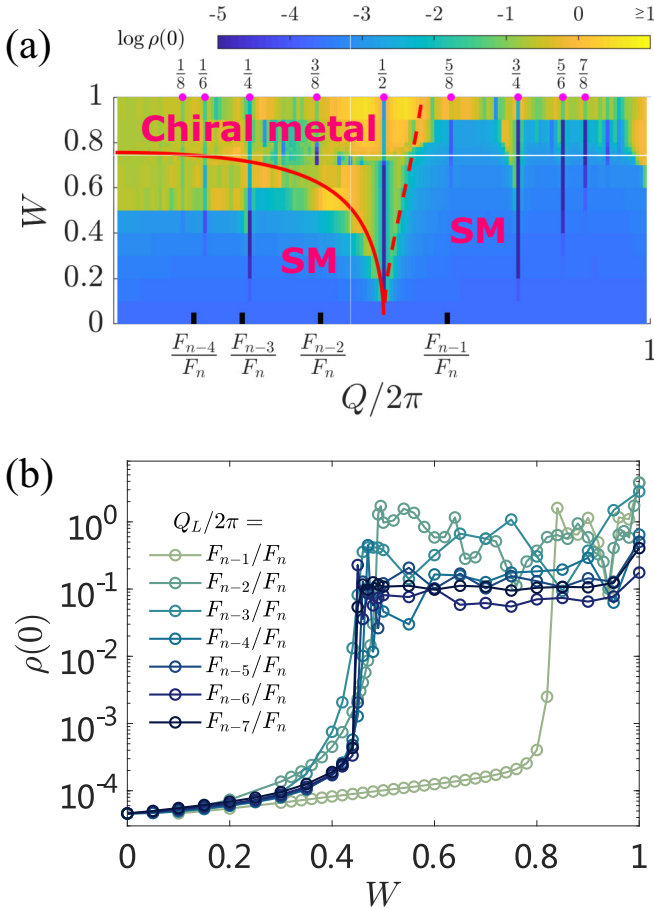 (a)
log ρ(0)
-5 -4 -3 -2 -1 0 ≥1
1/8 1/6 1/4 3/8 1/2 5/8 3/4 5/6 7/8
Chiral metal
SM
SM
W
1
0.8
0.6
0.4
0.2
0
F_{n-4}/F_n F_{n-3}/F_n F_{n-2}/F_n F_{n-1}/F_n 1
Q/2π
(b)
Q_L/2π =
F_{n-1}/F_n
F_{n-2}/F_n
F_{n-3}/F_n
F_{n-4}/F_n
F_{n-5}/F_n
F_{n-6}/F_n
F_{n-7}/F_n
ρ(0)
10^0
10^{-1}
10^{-2}
10^{-3}
10^{-4}
0 0.2 0.4 0.6 0.8 1
W